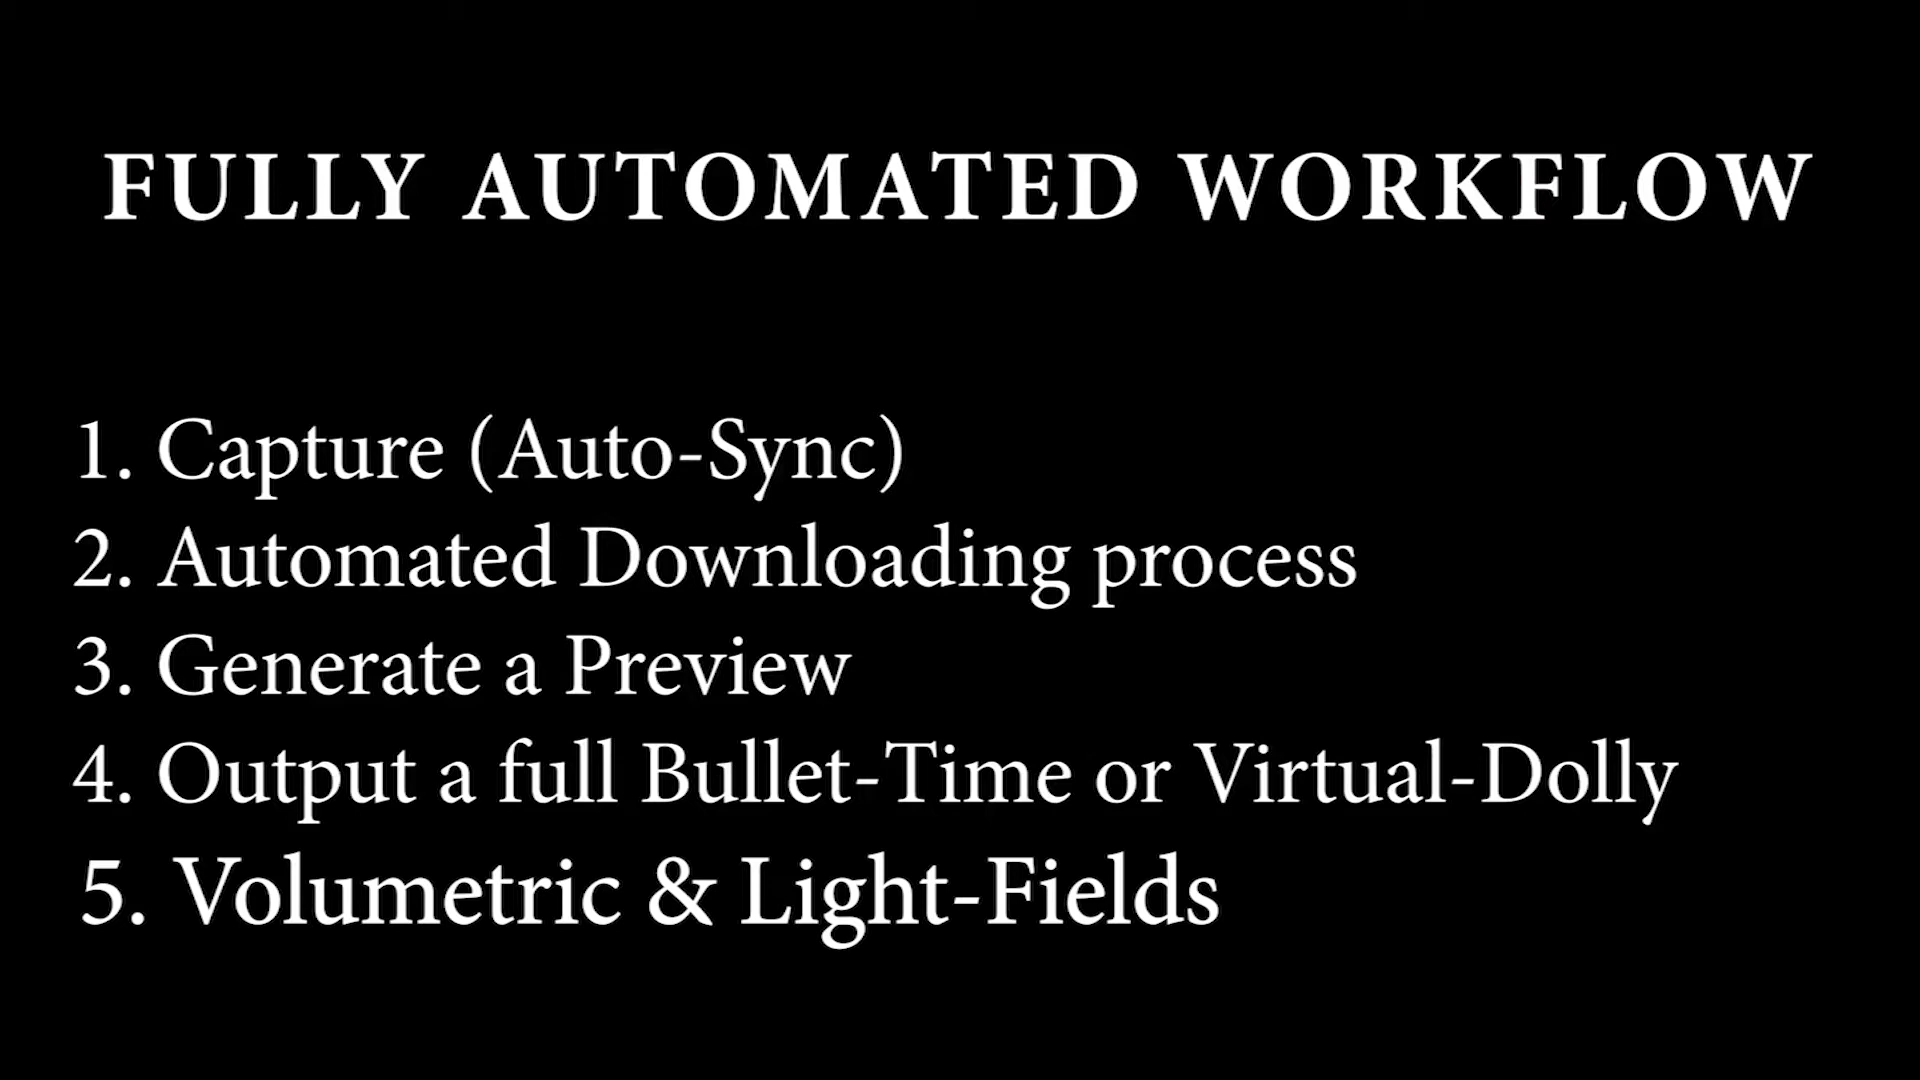 FULLY AUTOMATED WORKFLOW
1. Capture (Auto-Sync)
2. Automated Downloading process
3. Generate a Preview
4. Output a full Bullet-Time or Virtual-Dolly
5. Volumetric & Light-Fields